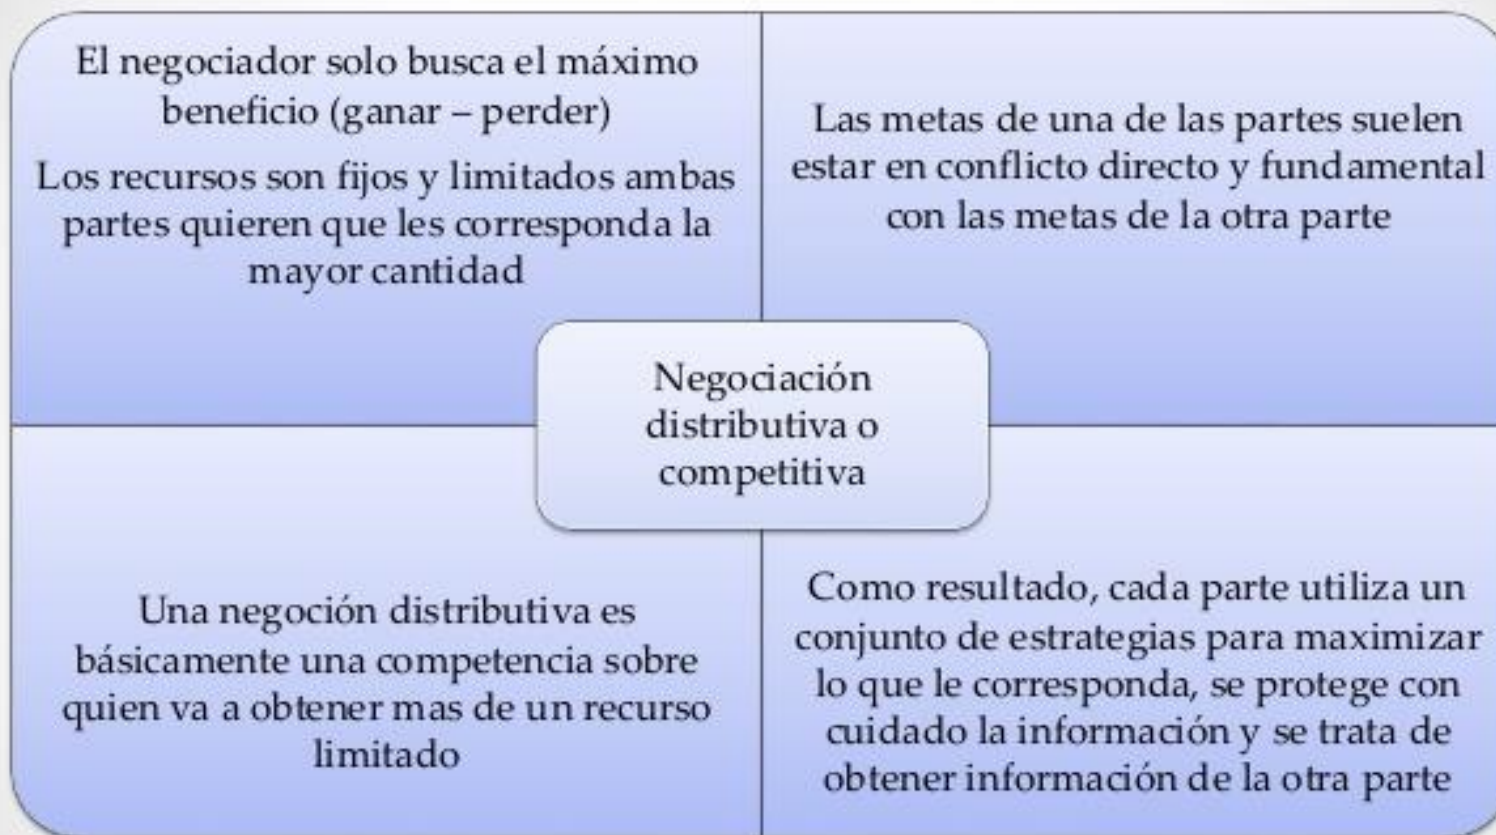 El negociador solo busca el máximo
beneficio (ganar – perder)
Los recursos son fijos y limitados ambas
partes quieren que les corresponda la
mayor cantidad
Las metas de una de las partes suelen
estar en conflicto directo y fundamental
con las metas de la otra parte
Negociación
distributiva o
competitiva
Una negoción distributiva es
básicamente una competencia sobre
quien va a obtener mas de un recurso
limitado
Como resultado, cada parte utiliza un
conjunto de estrategias para maximizar
lo que le corresponda, se protege con
cuidado la información y se trata de
obtener información de la otra parte